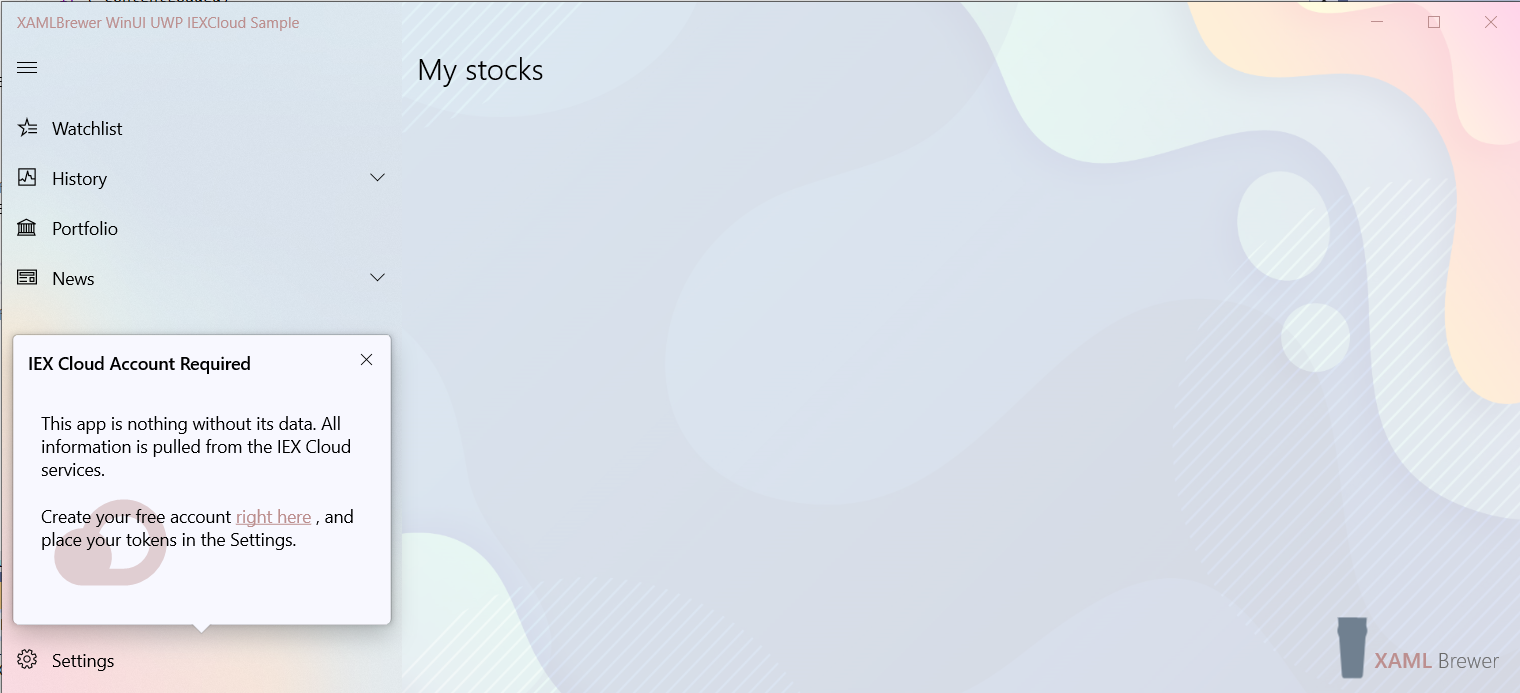 XAMLBrewer WinUI UWP IEXCloud Sample
My stocks
Watchlist
History
Portfolio
News
IEX Cloud Account Required
This app is nothing without its data. All
information is pulled from the IEX Cloud
services.
Create your free account right here , and
place your tokens in the Settings.
Settings
XAML Brewer